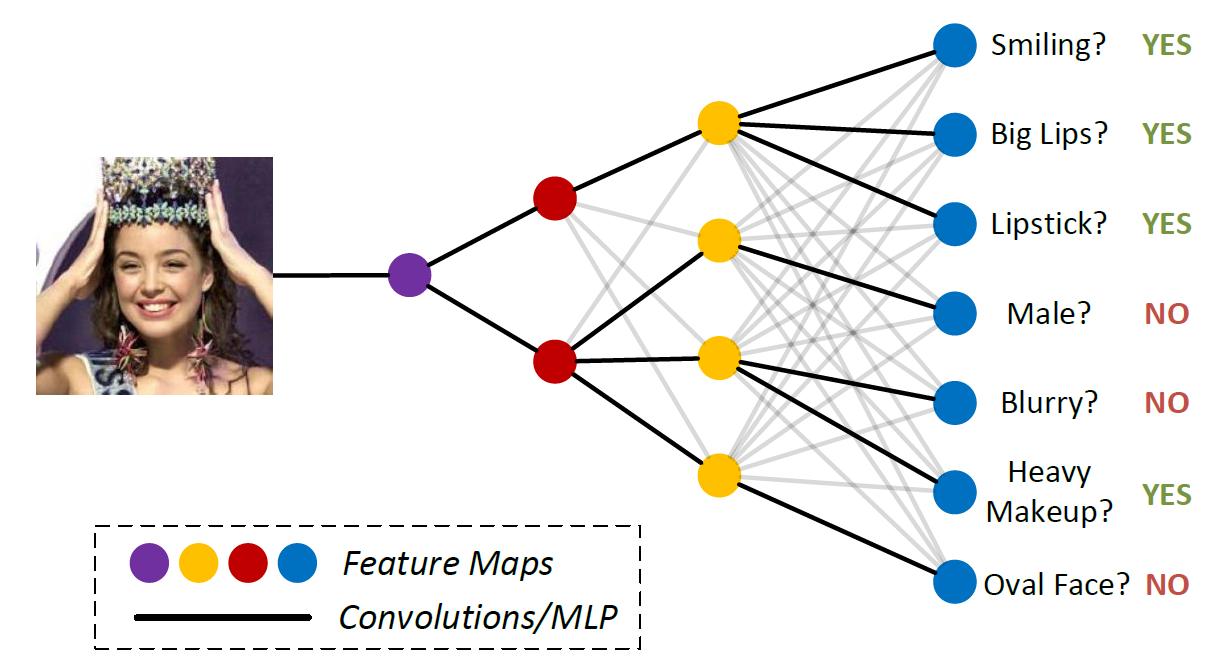 Smiling? YES
Big Lips? YES
Lipstick? YES
Male? NO
Blurry? NO
Heavy
Makeup? YES
Oval Face? NO
Feature Maps
Convolutions/MLP